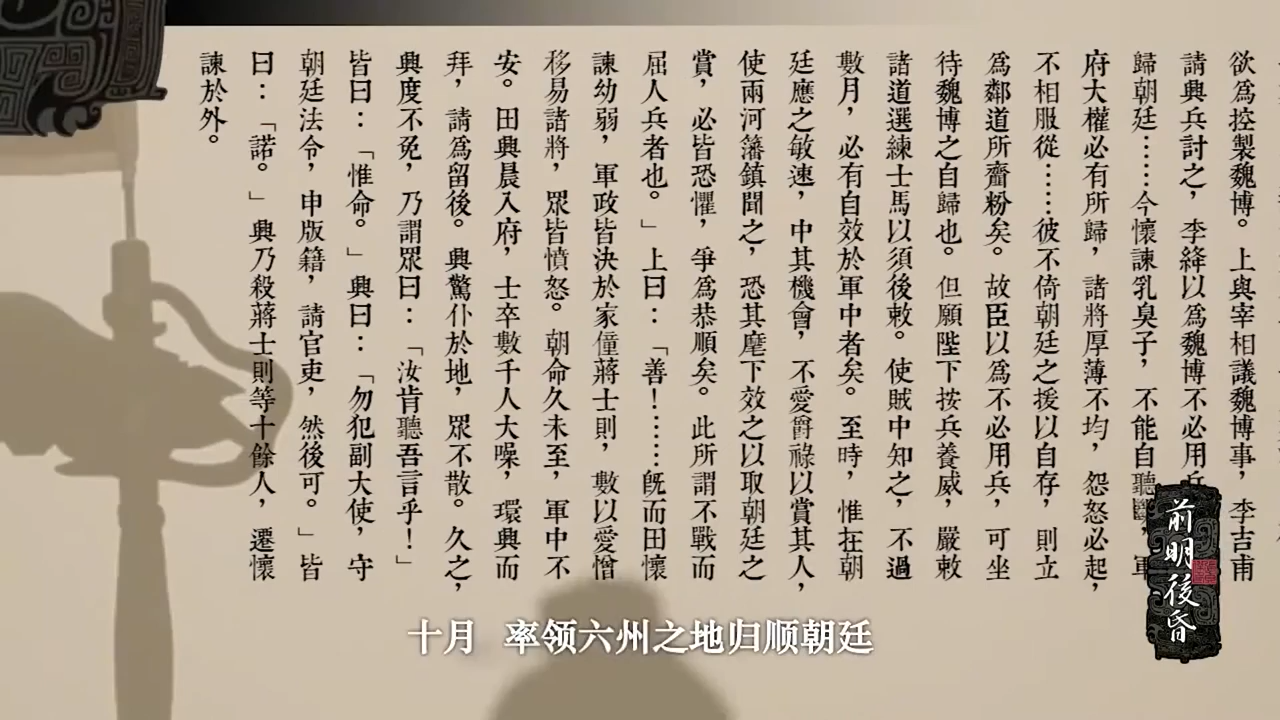 欲為控製魏博。上與宰相議魏博事，李吉甫
請興兵討之，李絳以為魏博不必用兵
歸朝廷……今懷諫乳臭子，不能自聽斷，軍
府大權必有所歸，諸將厚薄不均，怨怒必起，
不相服從……彼不倚朝廷之援以自存，則立
為鄰道所齏粉矣。故臣以為不必用兵，可坐
待魏博之自歸也。但願陛下按兵養威，嚴敕
諸道選練士馬以須後敕。使賊中知之，不過
數月，必有自效於軍中者矣。至時，惟在朝
廷應之敏速，中其機會，不愛爵祿以賞其人，
使兩河籓鎮聞之，恐其麾下效之以取朝廷之
賞，必皆恐懼，爭為恭順矣。此所謂不戰而
屈人兵者也。」上曰：「善！……既而田懷
諫幼弱，軍政皆決於家僮蔣士則，數以愛憎
移易諸將，眾皆憤怒。朝命久未至，軍中不
安。田興晨入府，士卒數千人大噪，環興而
拜，請為留後。興驚仆於地，眾不散。久之，
興度不免，乃謂眾曰：「汝肯聽吾言乎！」
皆曰：「惟命。」興曰：「勿犯副大使，守
朝廷法令，申版籍，請官吏，然後可。」皆
曰：「諾。」興乃殺蔣士則等十餘人，遷懷
諫於外。
前明後昏
十月 率领六州之地归顺朝廷